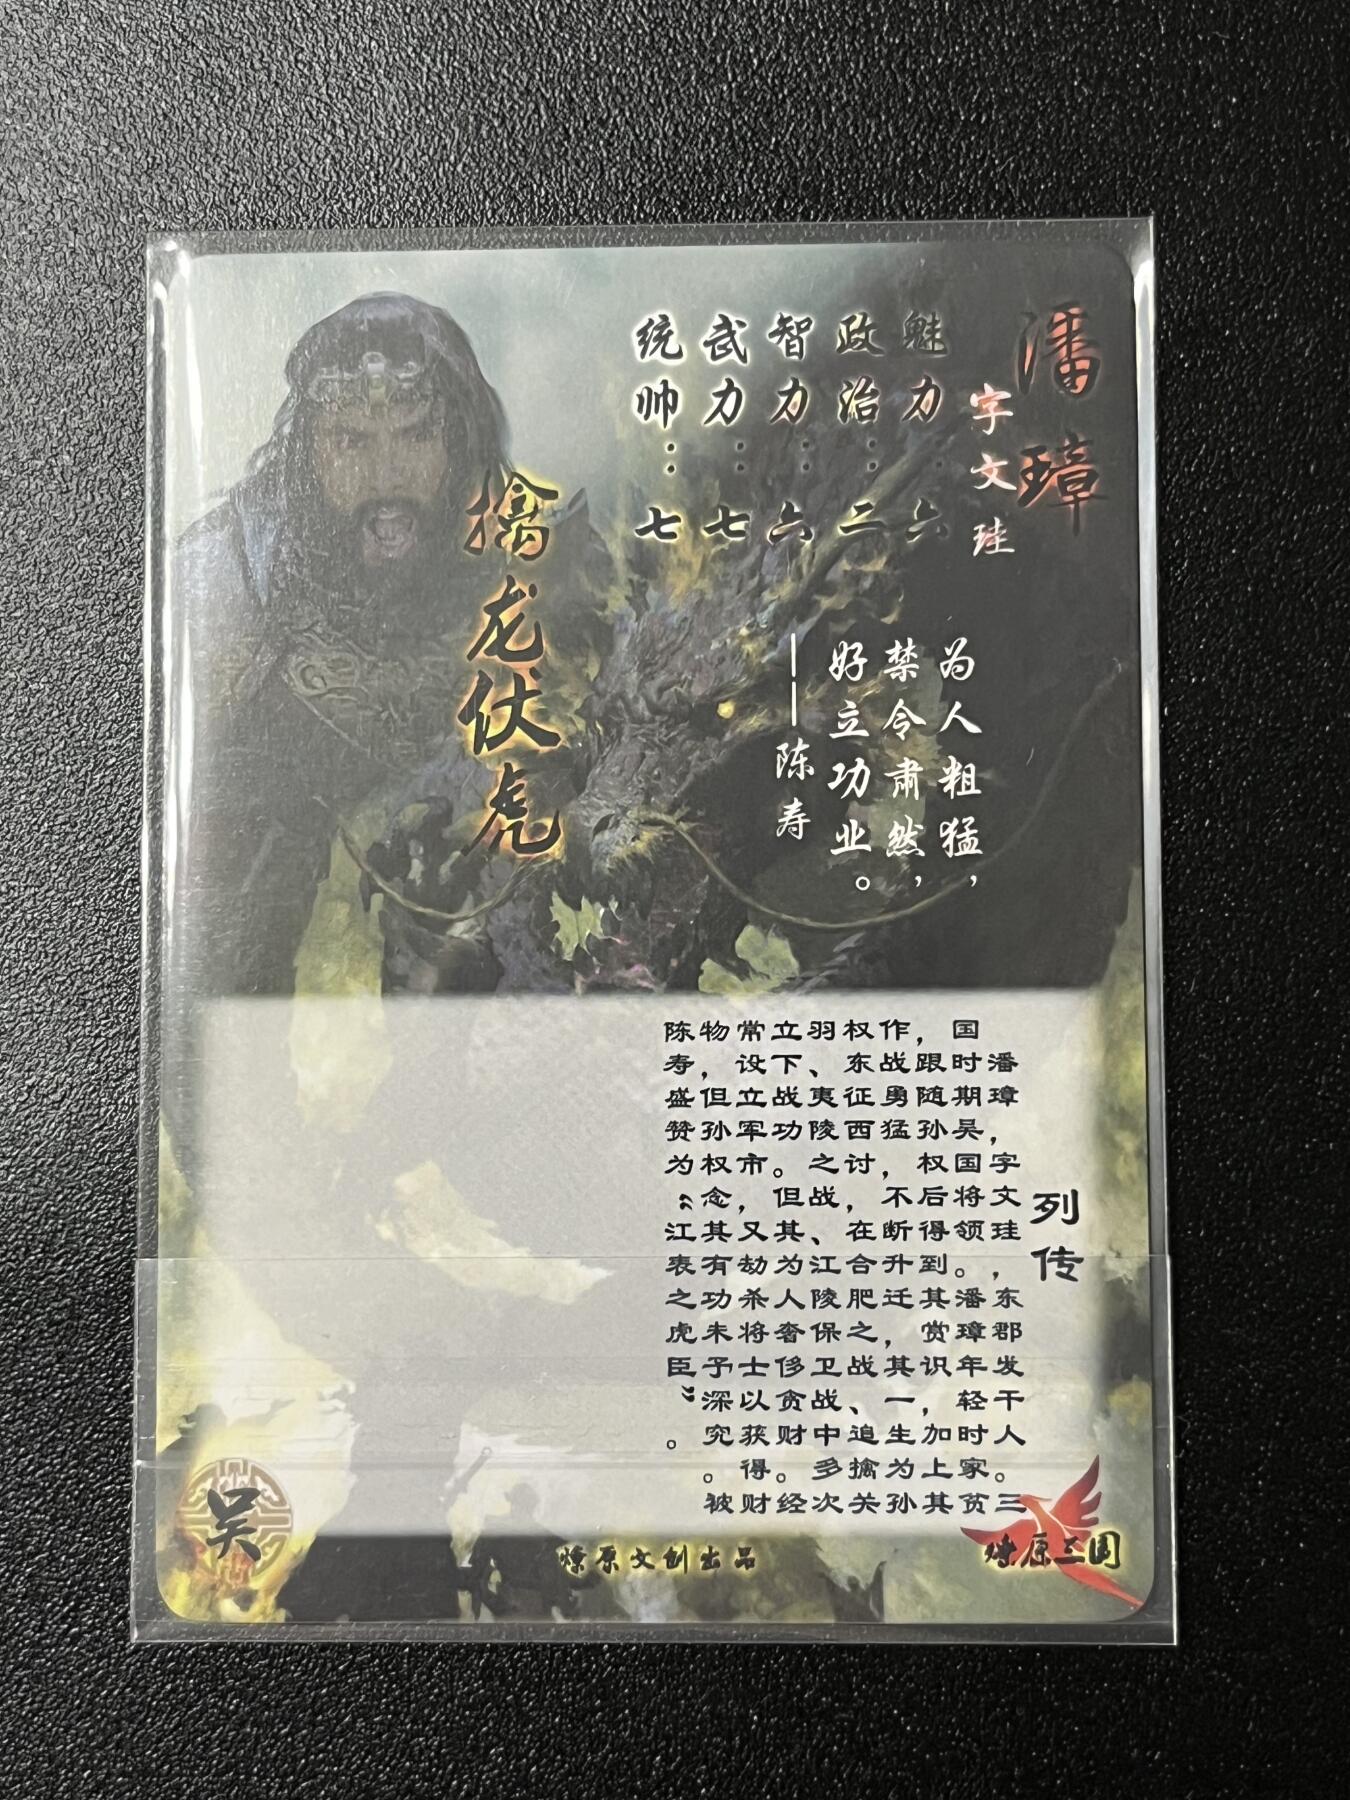 潘璋
字文珪
魅力：六
政治：二
智力：六
武力：七
统帅：七
为人粗猛，
禁令肃然，
好立功业。
——陈寿
擒龙伏虎
列传
潘璋，字文珪，东郡发干人。三
国时期吴国将领。潘璋年轻时家贫
，跟随孙权后得到其赏识，加上其
作战勇猛，不断升迁，其一生为孙
权东征西讨，在合肥之战、追擒关
羽、夷陵之战、江陵保卫战中多次
立下战功。但其为人奢侈贪财，经
常设立军市，又劫杀将士以获得财
物，但孙权念其有功未予深究。被
陈寿盛赞为“江表之虎臣”。
吴
燎原文创出品
燎原三国